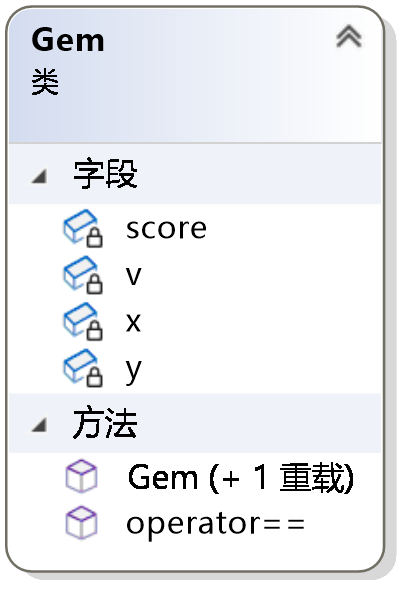 Gem
类
字段
score
v
x
y
方法
Gem (+ 1 重载)
operator==